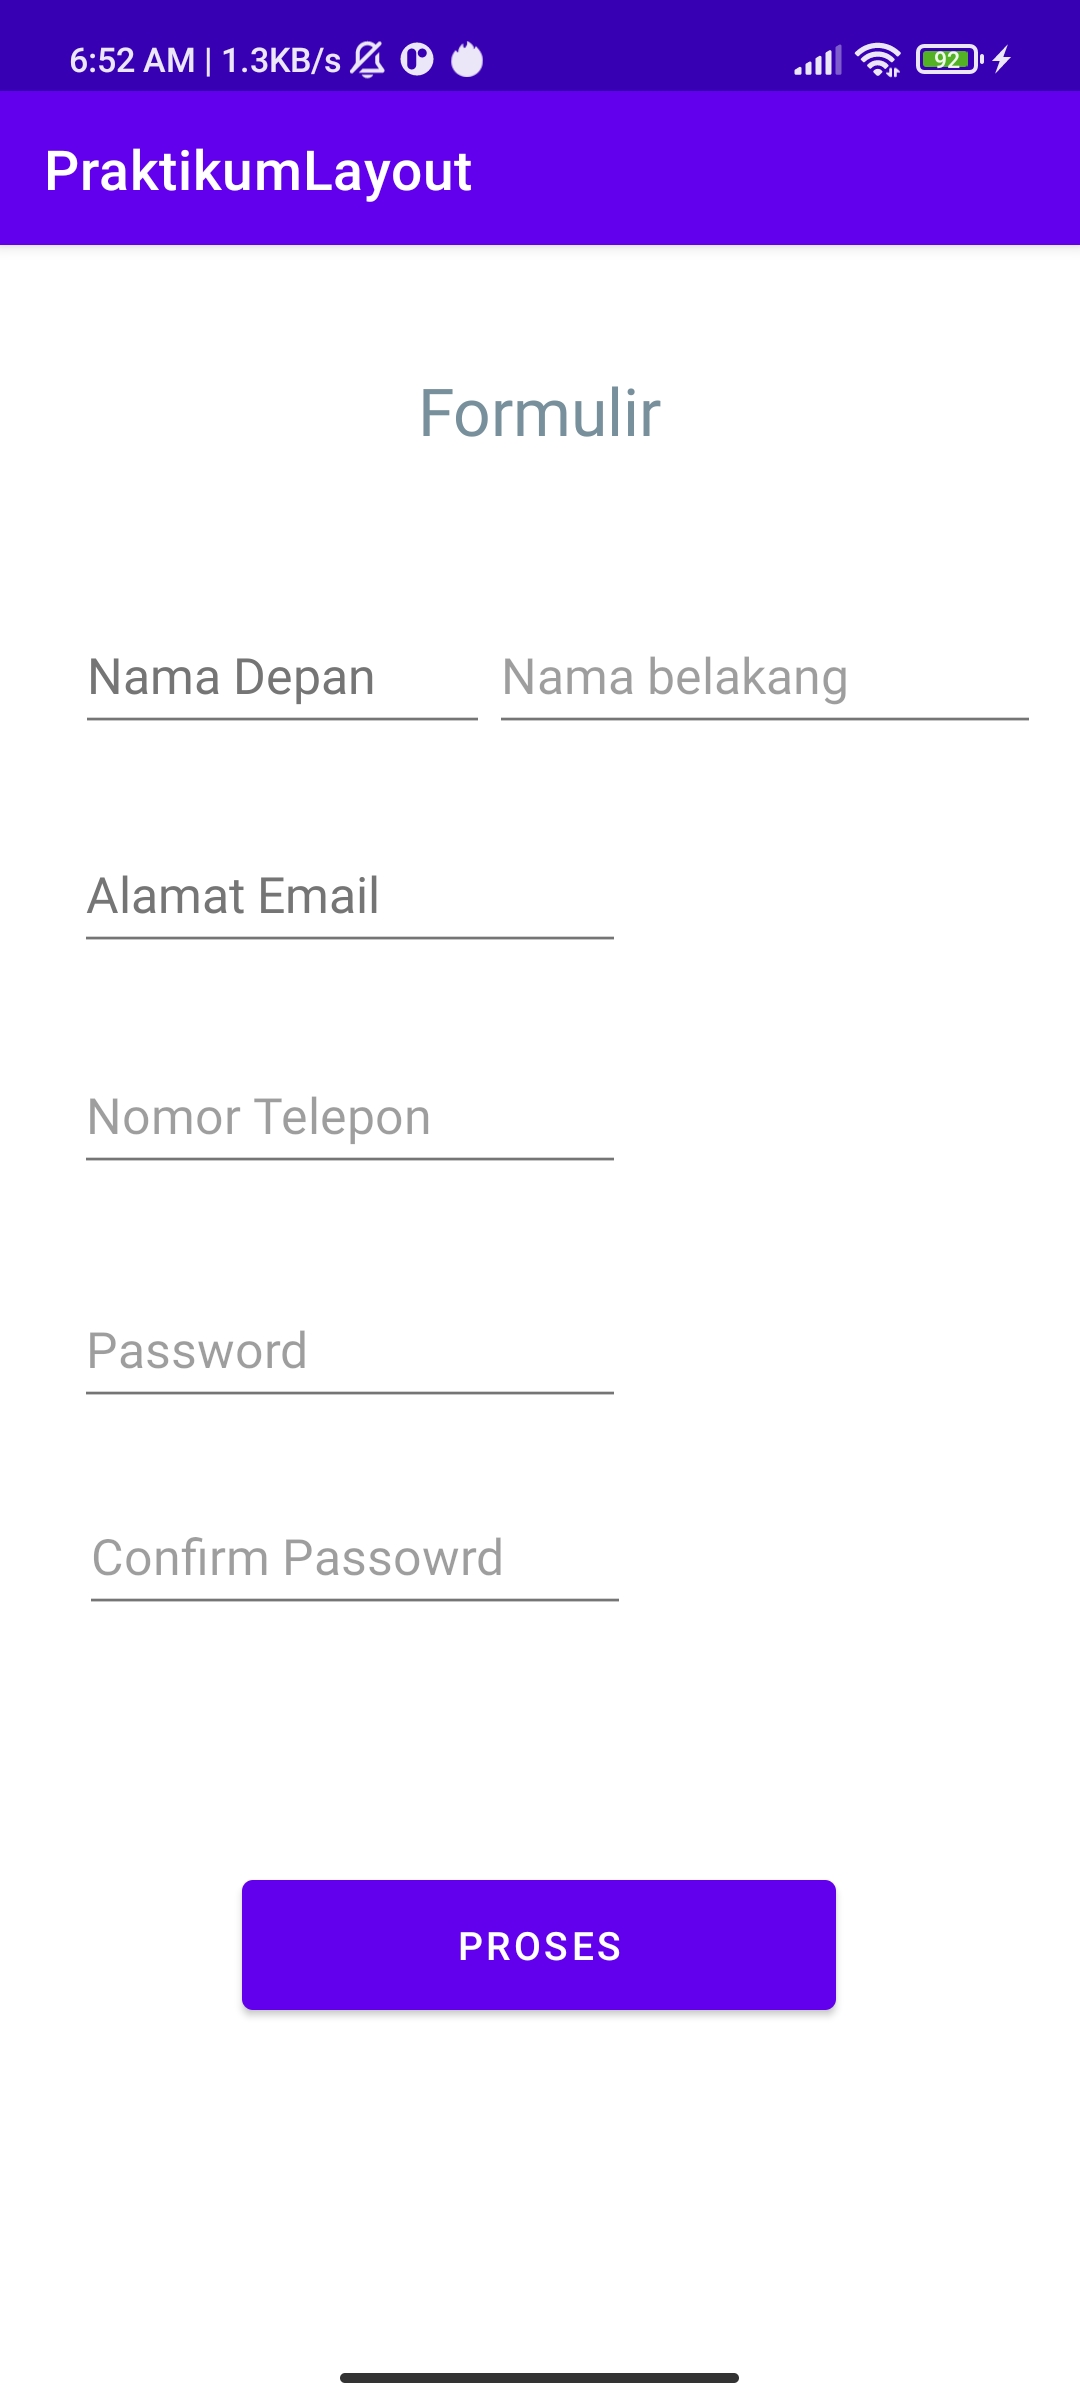 6:52 AM | 1.3KB/s 92
PraktikumLayout
Formulir
Nama Depan Nama belakang
Alamat Email
Nomor Telepon
Password
Confirm Passowrd
PROSES